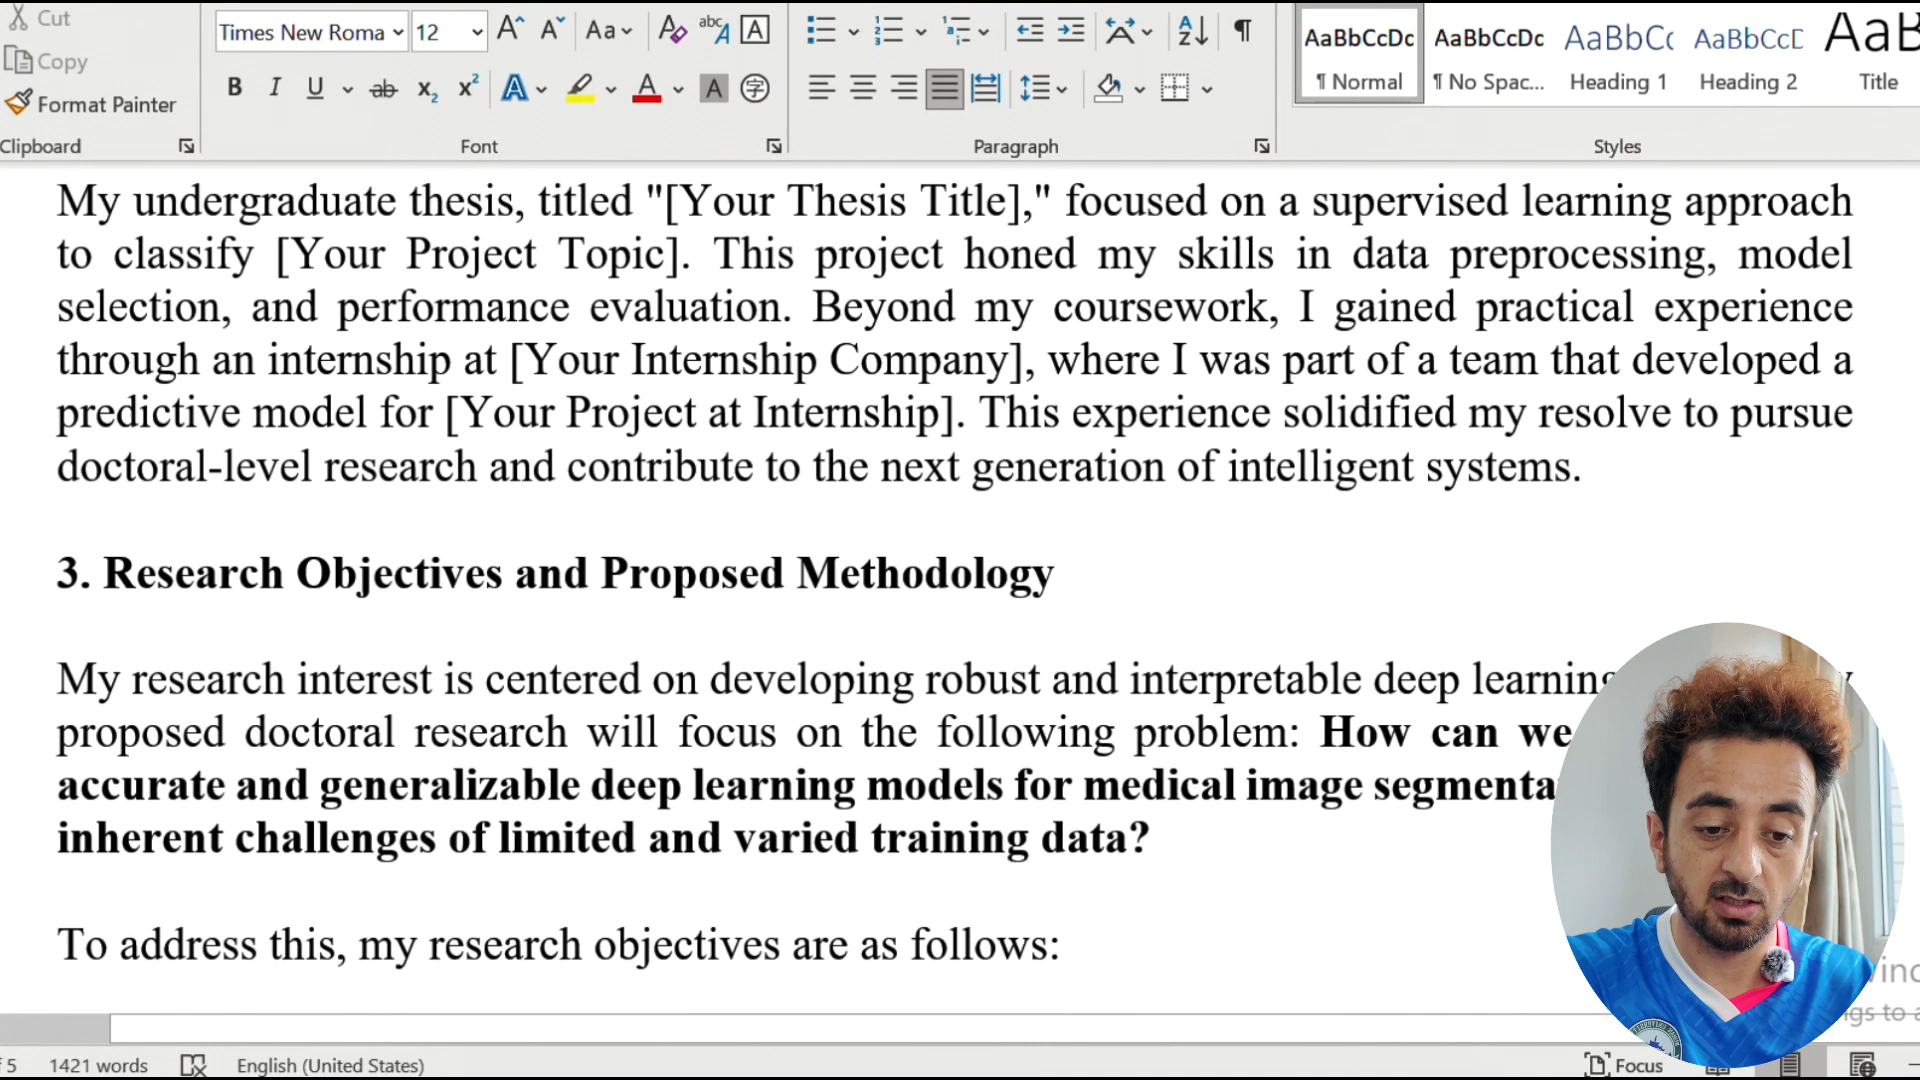 Cut
Copy
Format Painter
Clipboard
Times New Roma
12
Aa
Font
Paragraph
AaBbCcDc
¶ Normal
AaBbCcDc
¶ No Spac...
AaBbCc
Heading 1
AaBbCcD
Heading 2
AaB
Title
Styles
My undergraduate thesis, titled "[Your Thesis Title]," focused on a supervised learning approach
to classify [Your Project Topic]. This project honed my skills in data preprocessing, model
selection, and performance evaluation. Beyond my coursework, I gained practical experience
through an internship at [Your Internship Company], where I was part of a team that developed a
predictive model for [Your Project at Internship]. This experience solidified my resolve to pursue
doctoral-level research and contribute to the next generation of intelligent systems.
3. Research Objectives and Proposed Methodology
My research interest is centered on developing robust and interpretable deep learning
proposed doctoral research will focus on the following problem: How can we
accurate and generalizable deep learning models for medical image segmenta
inherent challenges of limited and varied training data?
To address this, my research objectives are as follows:
f 5
1421 words
English (United States)
Focus